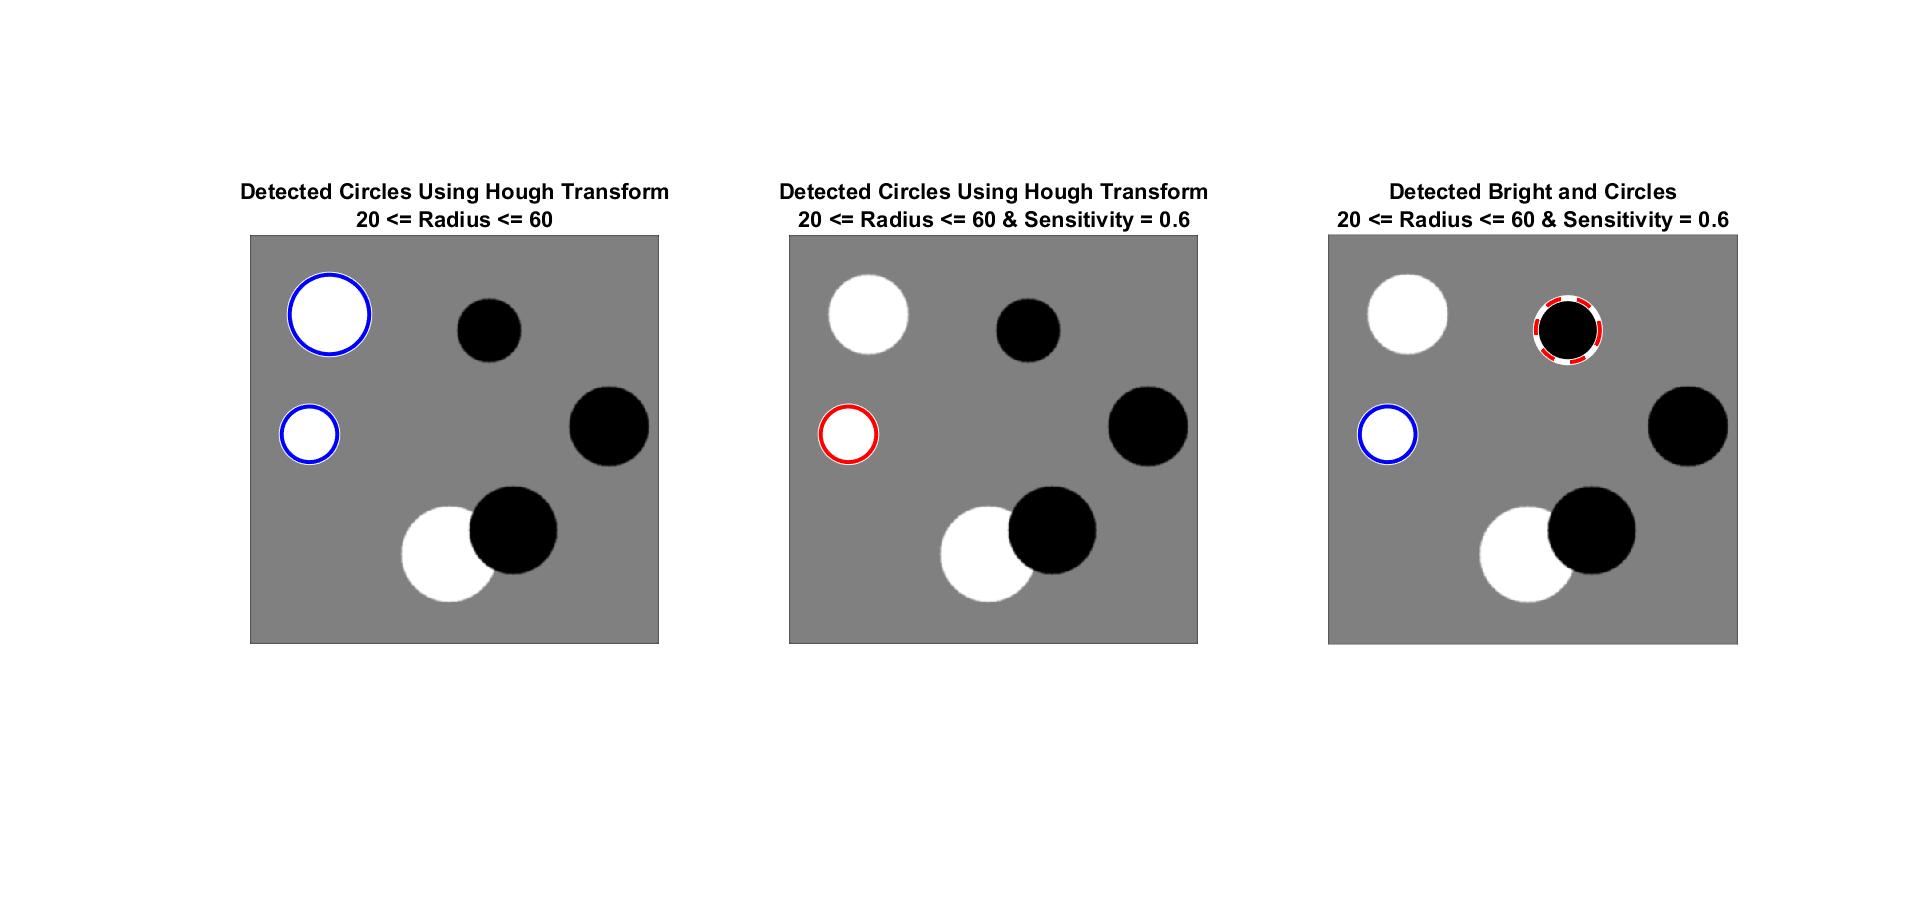 Detected Circles Using Hough Transform
20 <= Radius <= 60
Detected Circles Using Hough Transform
20 <= Radius <= 60 & Sensitivity = 0.6
Detected Bright and Circles
20 <= Radius <= 60 & Sensitivity = 0.6